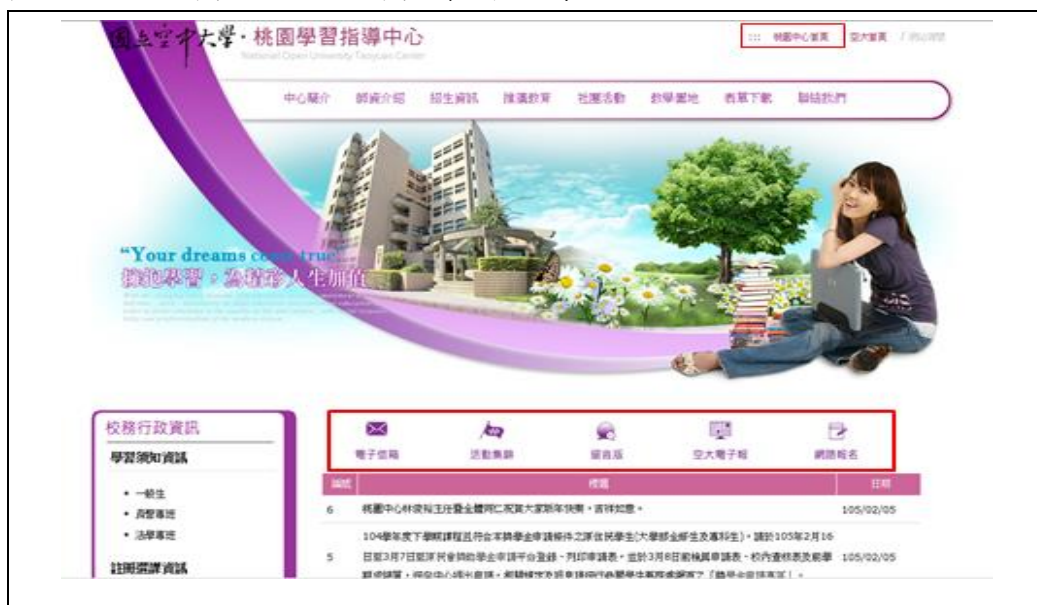 國立空中大學·桃園學習指導中心
National Open University Taoyuan Center
::: 桃園中心首頁 空大首頁
中心簡介 師資介紹 招生資訊 推廣教育 社團活動 教學園地 表單下載 聯絡我們
“Your dreams come true”
擁抱學習，為精彩人生加值
校務行政資訊
學習須知資訊
• 一般生
• 資醫專班
• 法學專班
註冊選課資訊
電子信箱 活動集錦 留言版 空大電子報 網路報名
編號 標題 日期
6 桃園中心林俊裕主任暨全體同仁祝賀大家新年快樂，吉祥如意。 105/02/05
104學年度下學期課程且符合本獎學金申請條件之原住民學生(大學部全修生及專科生)，請於105年2月16
5 日至3月7日至原民會獎助學金申請平台登錄、列印申請表，並於3月8日前檢具申請表、校內查核表及前學 105/02/05